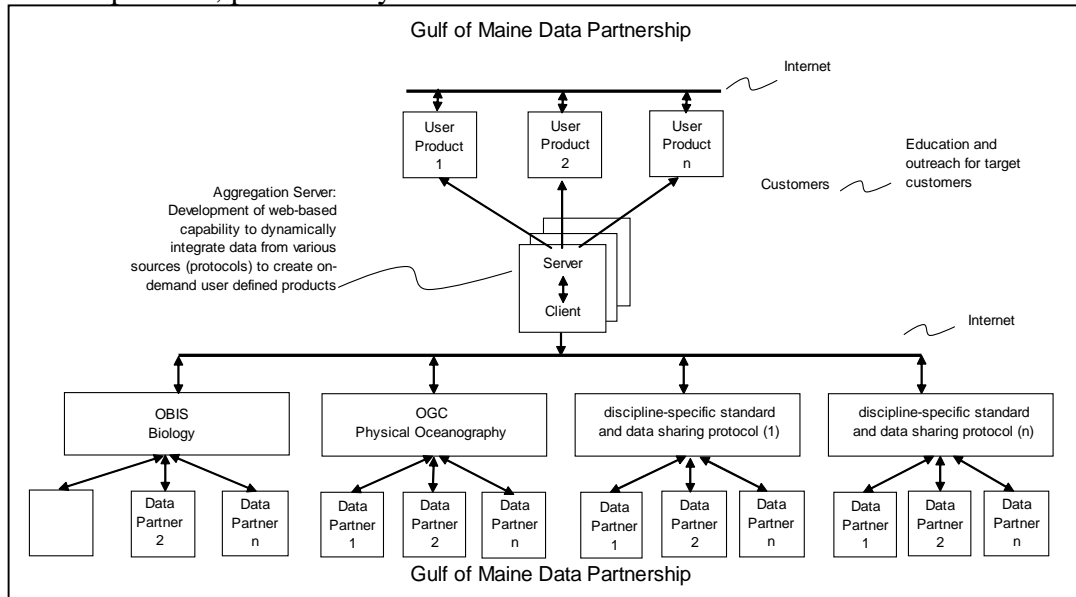 Gulf of Maine Data Partnership
Internet
User
Product
1
User
Product
2
User
Product
n
Education and
outreach for target
customers
Customers
Aggregation Server:
Development of web-based
capability to dynamically
integrate data from various
sources (protocols) to create on-
demand user defined products
Server
Client
Internet
OBIS
Biology
OGC
Physical Oceanography
discipline-specific standard
and data sharing protocol (1)
discipline-specific standard
and data sharing protocol (n)
Data
Partner
2
Data
Partner
n
Data
Partner
1
Data
Partner
2
Data
Partner
n
Data
Partner
1
Data
Partner
2
Data
Partner
n
Data
Partner
1
Data
Partner
2
Data
Partner
n
Gulf of Maine Data Partnership